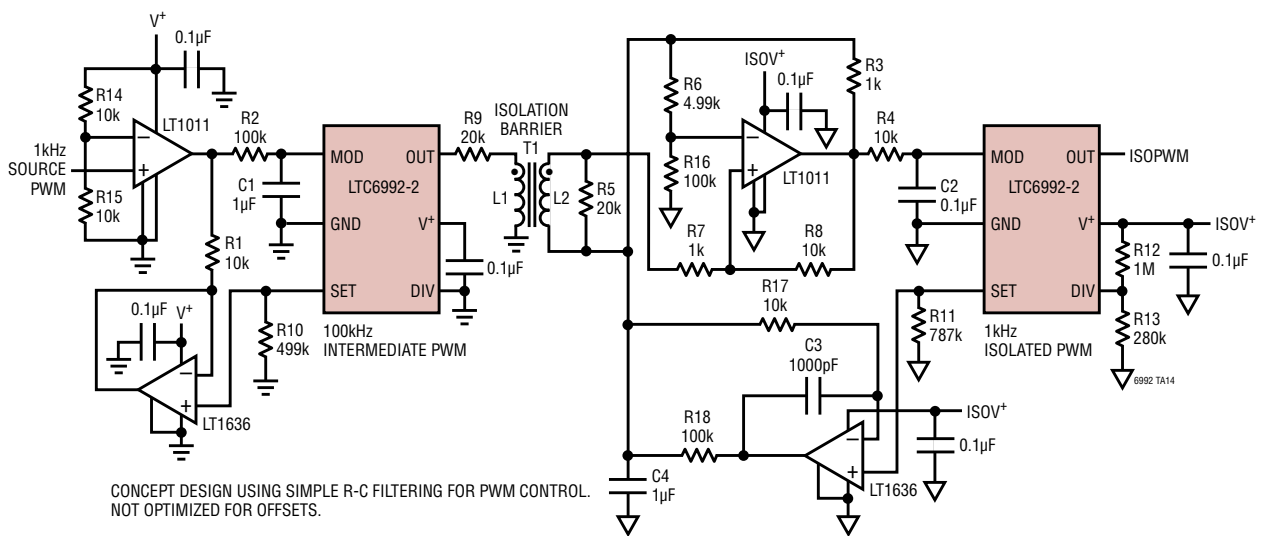 V+
0.1µF
R14
10k
LT1011
1kHz
SOURCE
PWM
R15
10k
R2
100k
C1
1µF
R1
10k
MOD
OUT
LTC6992-2
GND
V+
SET
DIV
100kHz
INTERMEDIATE PWM
0.1µF
R10
499k
0.1µF
V+
LT1636
R9
20k
ISOLATION
BARRIER
T1
L1
L2
R5
20k
R6
4.99k
R16
100k
ISOV+
0.1µF
LT1011
R3
1k
R4
10k
C2
0.1µF
R7
1k
R8
10k
R17
10k
C3
1000pF
R18
100k
C4
1µF
LT1636
ISOV+
0.1µF
R11
787k
MOD
OUT
LTC6992-2
GND
V+
SET
DIV
1kHz
ISOLATED PWM
ISOPWM
ISOV+
R12
1M
0.1µF
R13
280k
6992 TA14
CONCEPT DESIGN USING SIMPLE R-C FILTERING FOR PWM CONTROL.
NOT OPTIMIZED FOR OFFSETS.